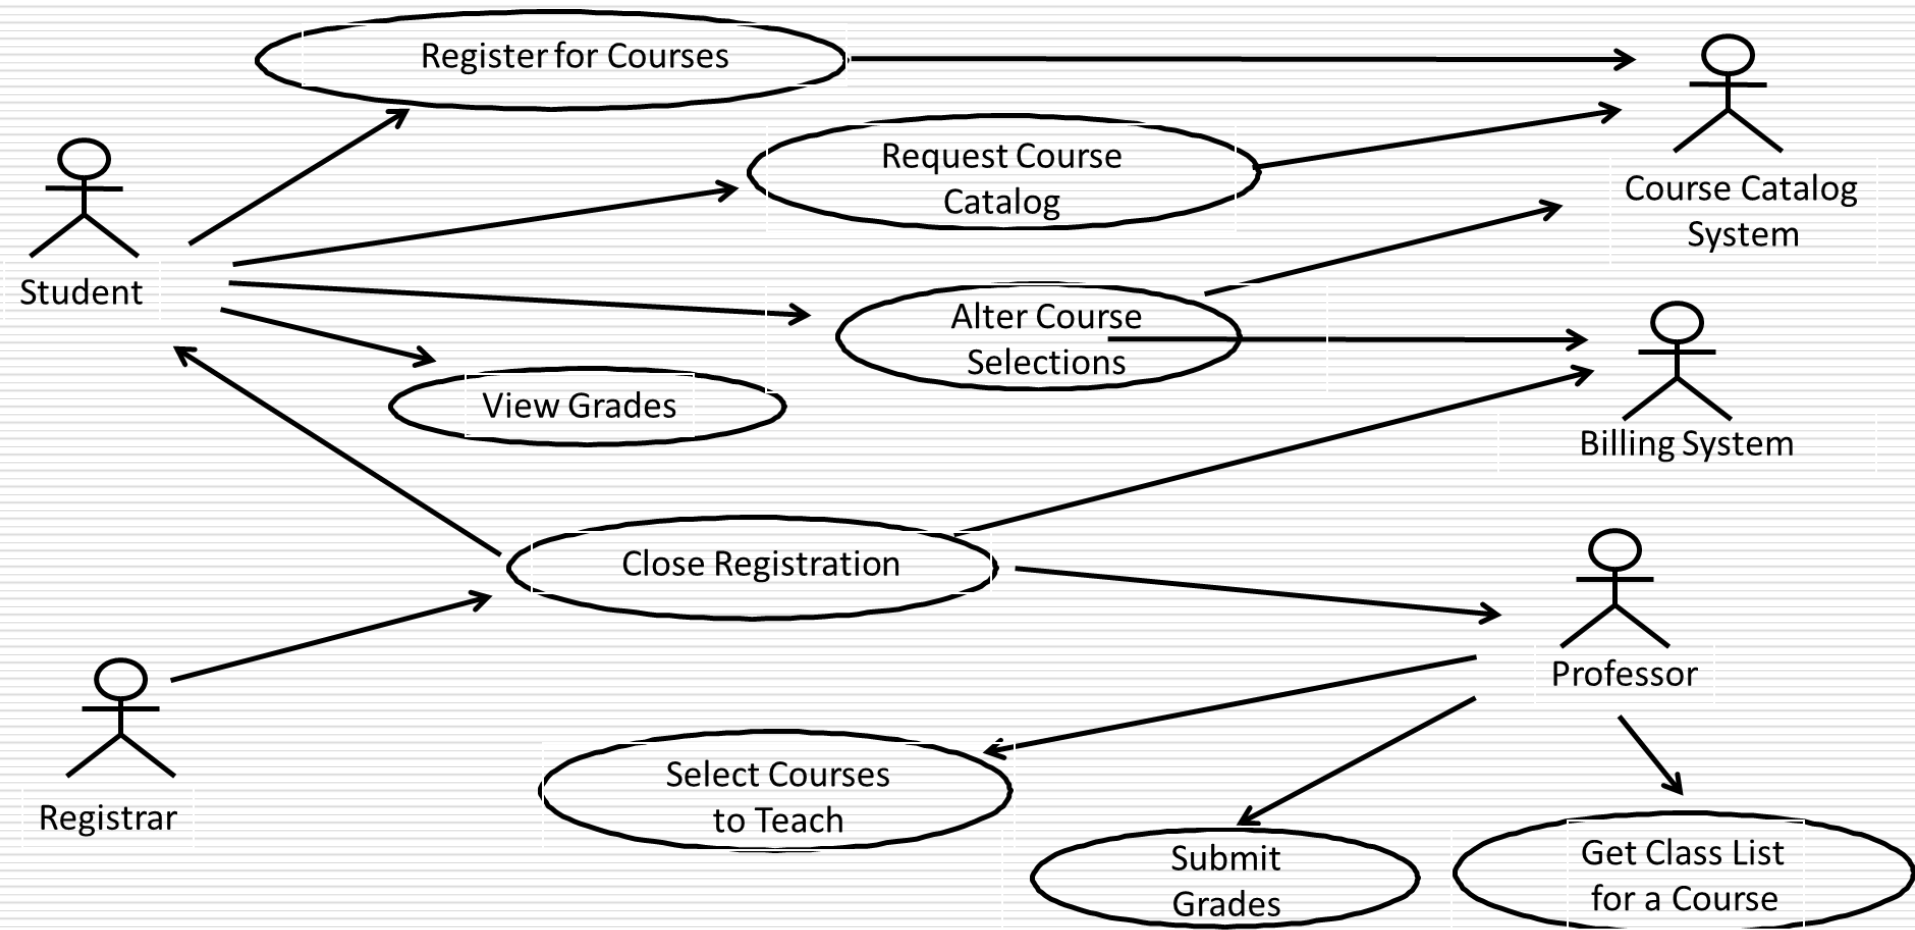 Register for Courses
Request Course
Catalog
Course Catalog
System
Student
Alter Course
Selections
View Grades
Billing System
Close Registration
Professor
Select Courses
to Teach
Registrar
Submit
Grades
Get Class List
for a Course